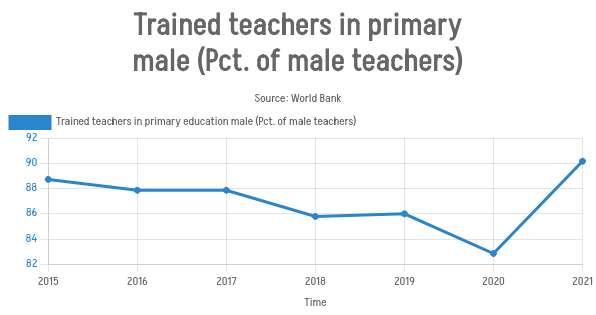 Trained teachers in primary
male (Pct. of male teachers)
Source: World Bank
Trained teachers in primary education male (Pct. of male teachers)
92
90
88
86
84
82
2015 2016 2017 2018 2019 2020 2021
Time